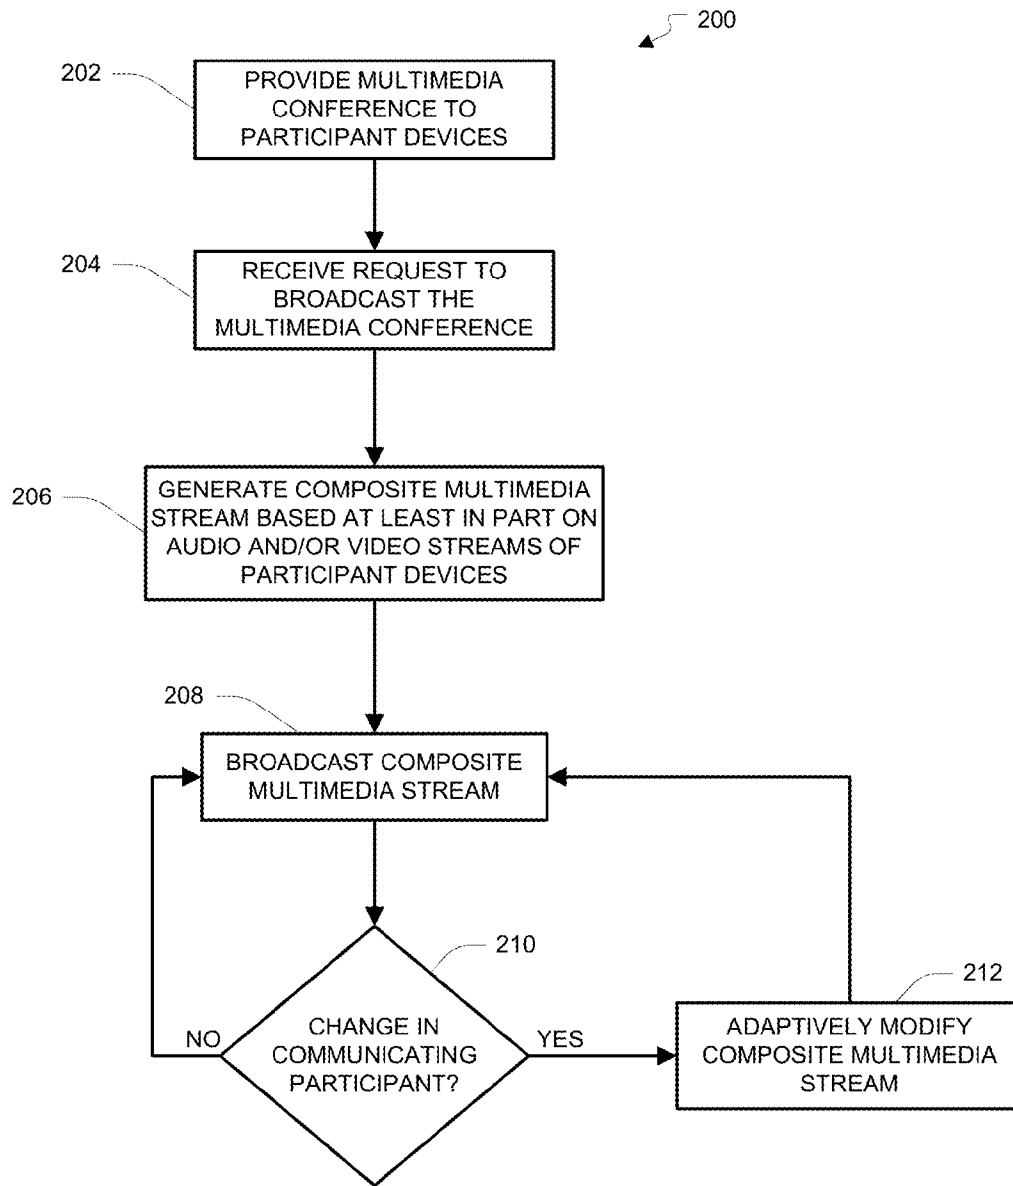 200
202
PROVIDE MULTIMEDIA
CONFERENCE TO
PARTICIPANT DEVICES
204
RECEIVE REQUEST TO
BROADCAST THE
MULTIMEDIA CONFERENCE
206
GENERATE COMPOSITE MULTIMEDIA
STREAM BASED AT LEAST IN PART ON
AUDIO AND/OR VIDEO STREAMS OF
PARTICIPANT DEVICES
208
BROADCAST COMPOSITE
MULTIMEDIA STREAM
210
CHANGE IN
COMMUNICATING
PARTICIPANT?
NO
YES
212
ADAPTIVELY MODIFY
COMPOSITE MULTIMEDIA
STREAM